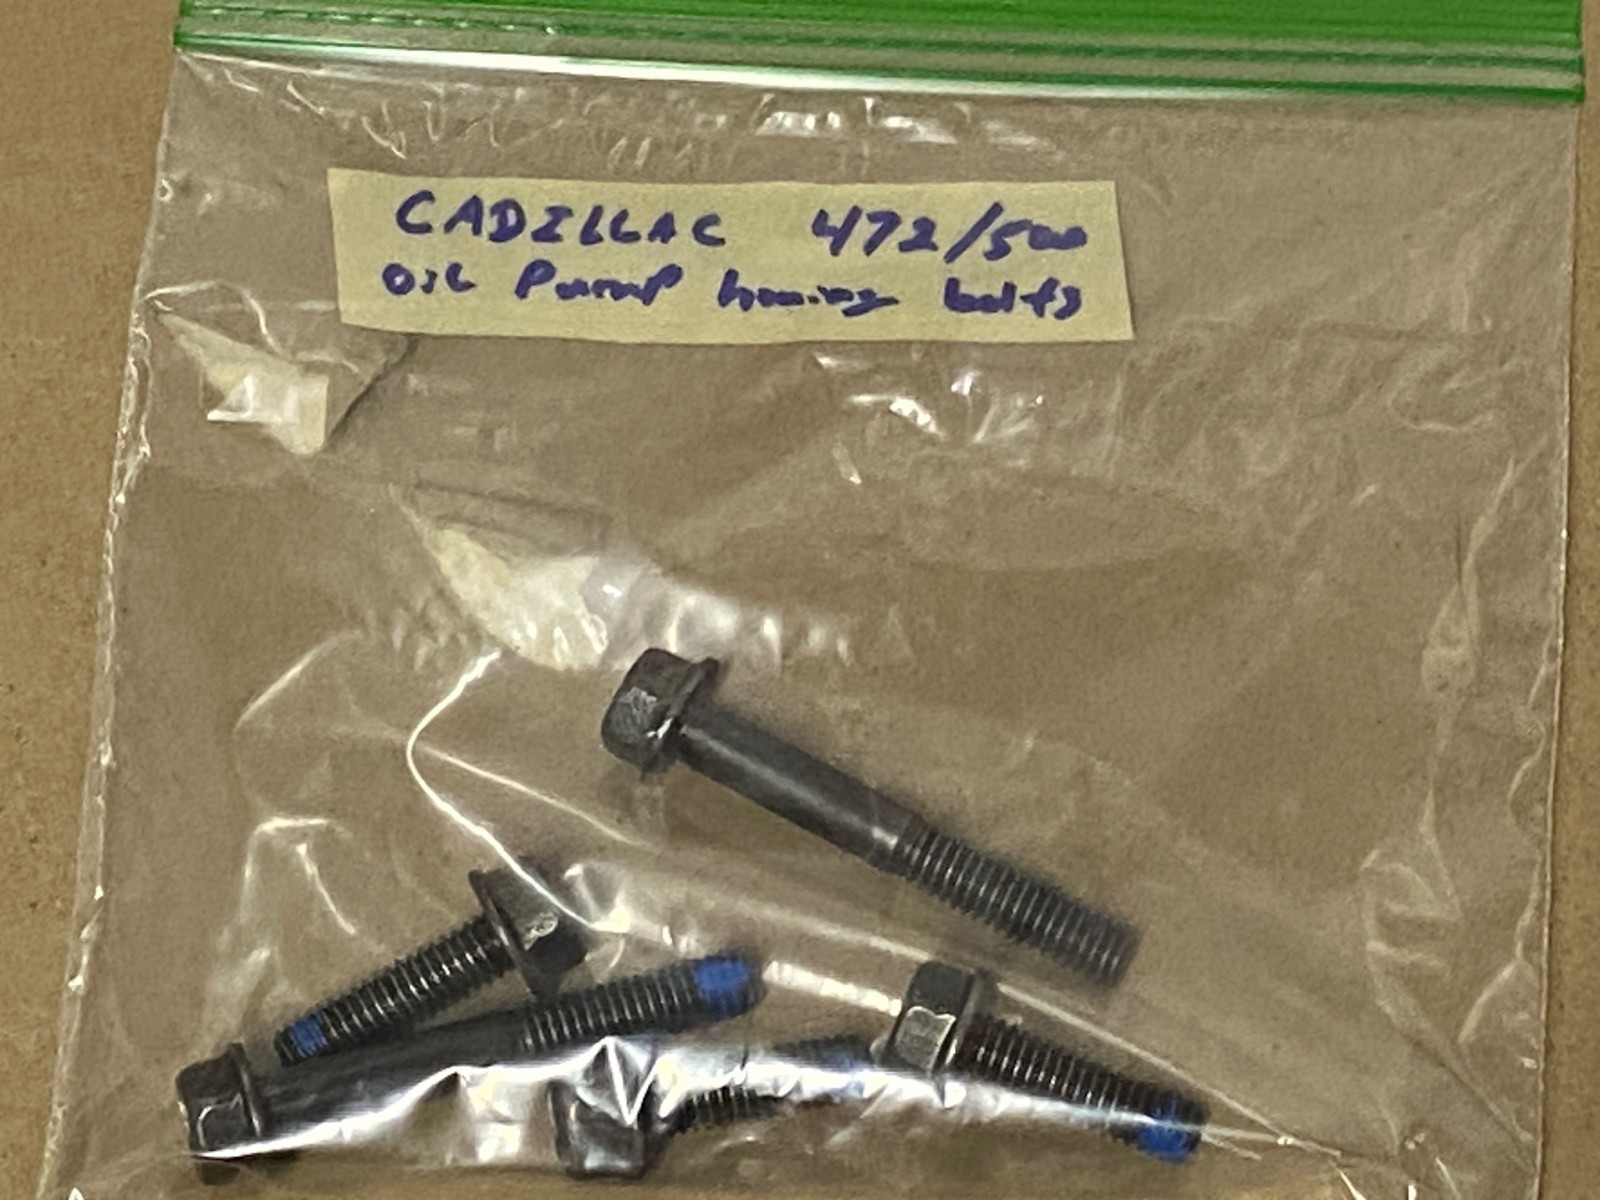 CADILLAC 472/500
OIL PUMP housing bolts